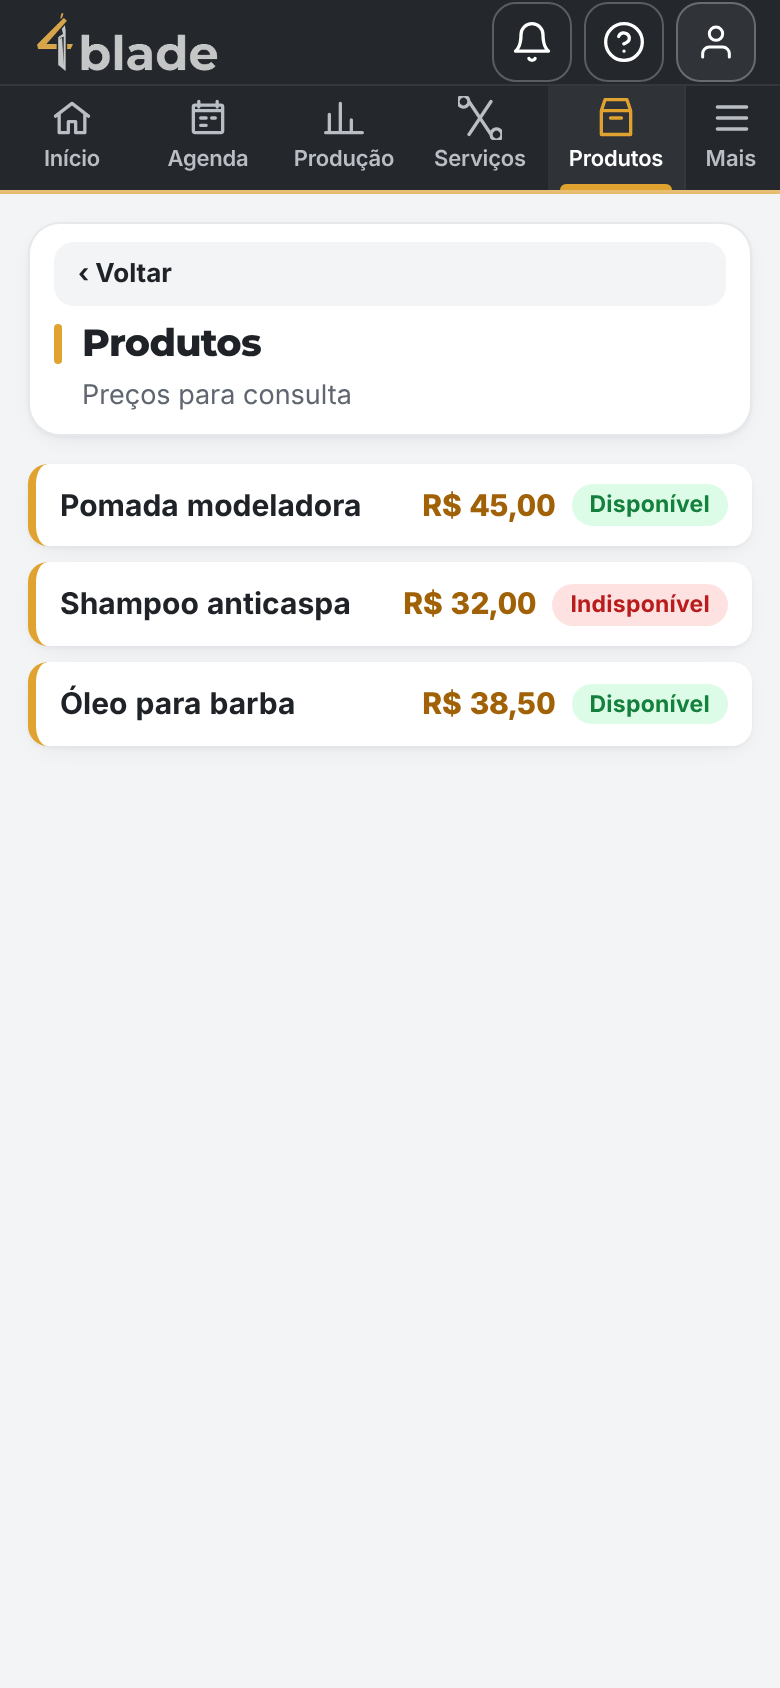 4blade
Início
Agenda
Produção
Serviços
Produtos
Mais
‹ Voltar
Produtos
Preços para consulta
Pomada modeladora R$ 45,00 Disponível
Shampoo anticaspa R$ 32,00 Indisponível
Óleo para barba R$ 38,50 Disponível